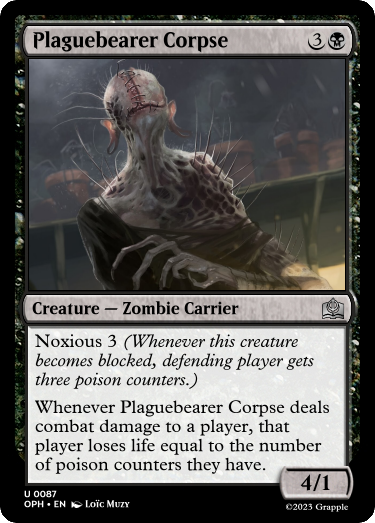 Plaguebearer Corpse 3
Creature — Zombie Carrier
Noxious 3 (Whenever this creature
becomes blocked, defending player gets
three poison counters.)
Whenever Plaguebearer Corpse deals
combat damage to a player, that
player loses life equal to the number
of poison counters they have.
4/1
U 0087
OPH • EN Loïc Muzy
©2023 Grapple